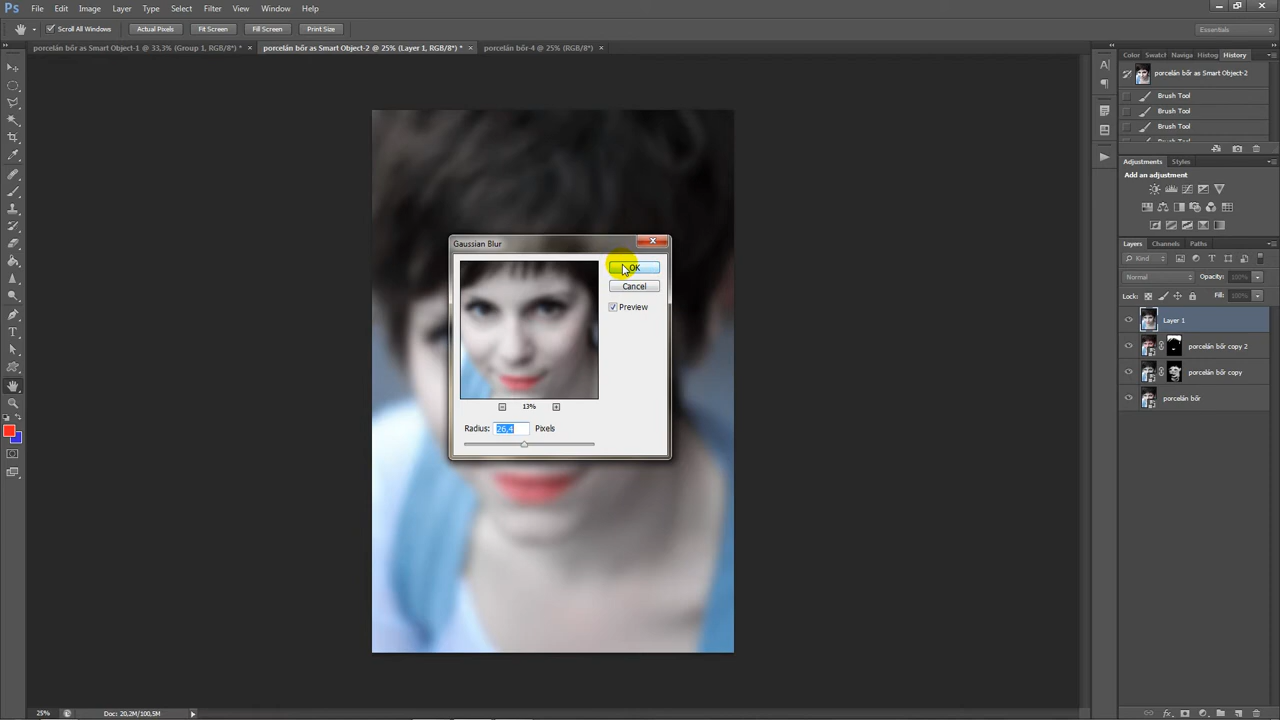 Ps File Edit Image Layer Type Select Filter View Window Help
Scroll All Windows Actual Pixels Fit Screen Fill Screen Print Size Essentials
porcelán bőr as Smart Object-1 @ 33,3% (Group 1, RGB/8*) * × porcelán bőr as Smart Object-2 @ 25% (Layer 1, RGB/8*) * × porcelán bőr-4 @ 25% (RGB/8*) ×
Color Swatc Naviga Histog History
porcelán bőr as Smart Object-2
Brush Tool
Brush Tool
Brush Tool
Adjustments Styles
Add an adjustment
Layers Channels Paths
Kind
Normal Opacity: 100%
Lock: Fill: 100%
Layer 1
porcelán bőr copy 2
porcelán bőr copy
porcelán bőr
Gaussian Blur
OK
Cancel
Preview
13%
Radius: 26,4 Pixels
25% Doc: 20,2M/100,5M